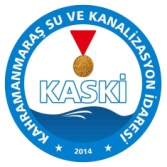 KAHRAMANMARAŞ SU VE KANALİZASYON İDARESİ
KASKİ
2014